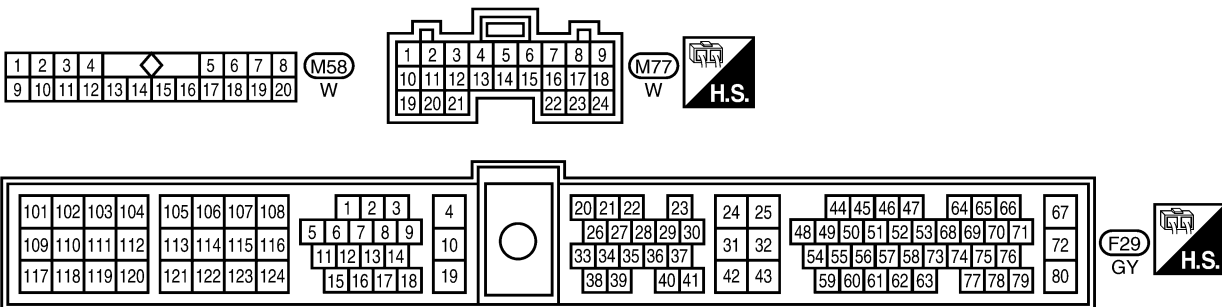 1 2 3 4 5 6 7 8
9 10 11 12 13 14 15 16 17 18 19 20
M58
W
1 2 3 4 5 6 7 8 9
10 11 12 13 14 15 16 17 18
19 20 21 22 23 24
M77
W
H.S.
101 102 103 104 105 106 107 108 1 2 3 4 20 21 22 23 24 25 44 45 46 47 64 65 66 67
5 6 7 8 9 26 27 28 29 30 48 49 50 51 52 53 68 69 70 71
109 110 111 112 113 114 115 116 11 12 13 14 10 33 34 35 36 37 31 32 54 55 56 57 58 73 74 75 76 72
117 118 119 120 121 122 123 124 15 16 17 18 19 38 39 40 41 42 43 59 60 61 62 63 77 78 79 80
F29
GY
H.S.